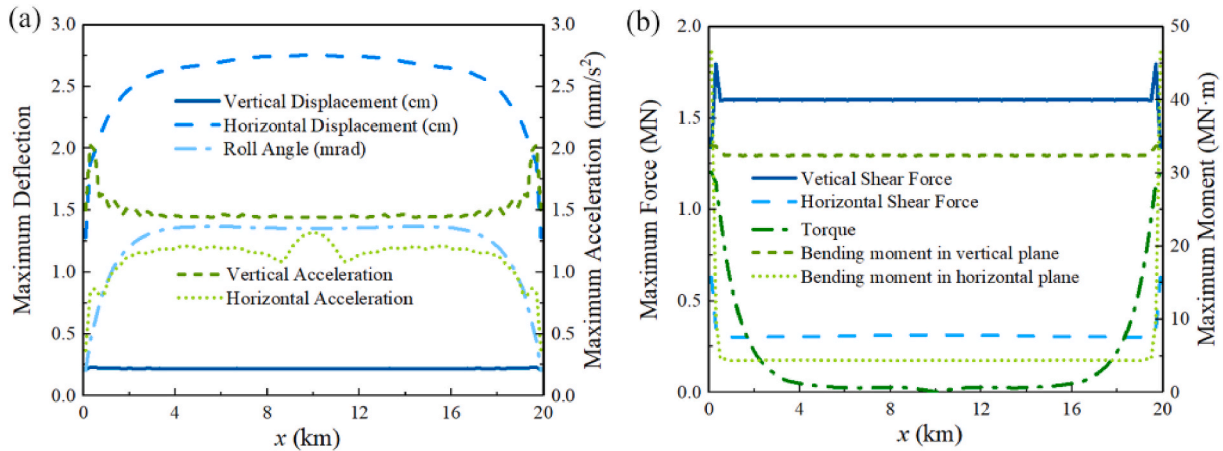 (a)
3.0
2.5
2.0
1.5
1.0
0.5
0.0
Maximum Deflection
Vertical Displacement (cm)
Horizontal Displacement (cm)
Roll Angle (mrad)
Vertical Acceleration
Horizontal Acceleration
3.0
2.5
2.0
1.5
1.0
0.5
0.0
Maximum Acceleration (mm/s²)
0 4 8 12 16 20
x (km)
(b)
2.0
1.5
1.0
0.5
0.0
Maximum Force (MN)
Vetical Shear Force
Horizontal Shear Force
Torque
Bending moment in vertical plane
Bending moment in horizontal plane
50
40
30
20
10
0
Maximum Moment (MN·m)
0 4 8 12 16 20
x (km)